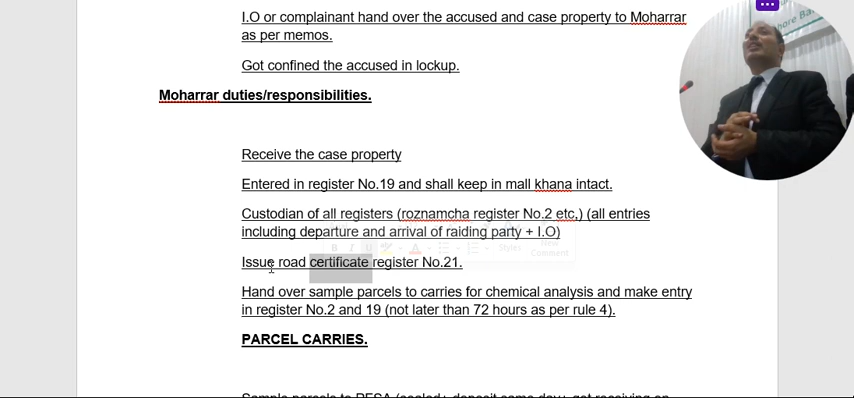 I.O or complainant hand over the accused and case property to Moharrar
as per memos.
Got confined the accused in lockup.
Moharrar duties/responsibilities.
Receive the case property
Entered in register No.19 and shall keep in mall khana intact.
Custodian of all registers (roznamcha register No.2 etc,) (all entries
including departure and arrival of raiding party + I.O)
B I U A Styles New
Comment
Issue road certificate register No.21.
Hand over sample parcels to carries for chemical analysis and make entry
in register No.2 and 19 (not later than 72 hours as per rule 4).
PARCEL CARRIES.